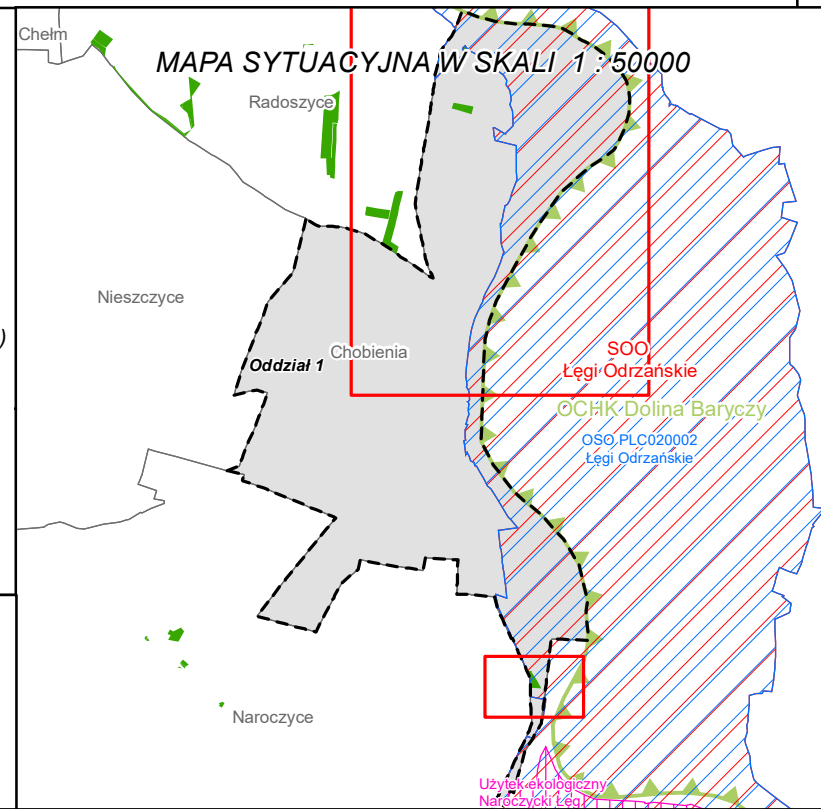 Chełm
MAPA SYTUACYJNA W SKALI 1 : 50000
Radoszyce
Nieszczyce
)
Chobienia
Oddział 1
SOO
Łęgi Odrzańskie
OCHK Dolina Baryczy
OSO PLC020002
Łęgi Odrzańskie
Naroczyce
Użytek ekologiczny
Naroczycki Łęg